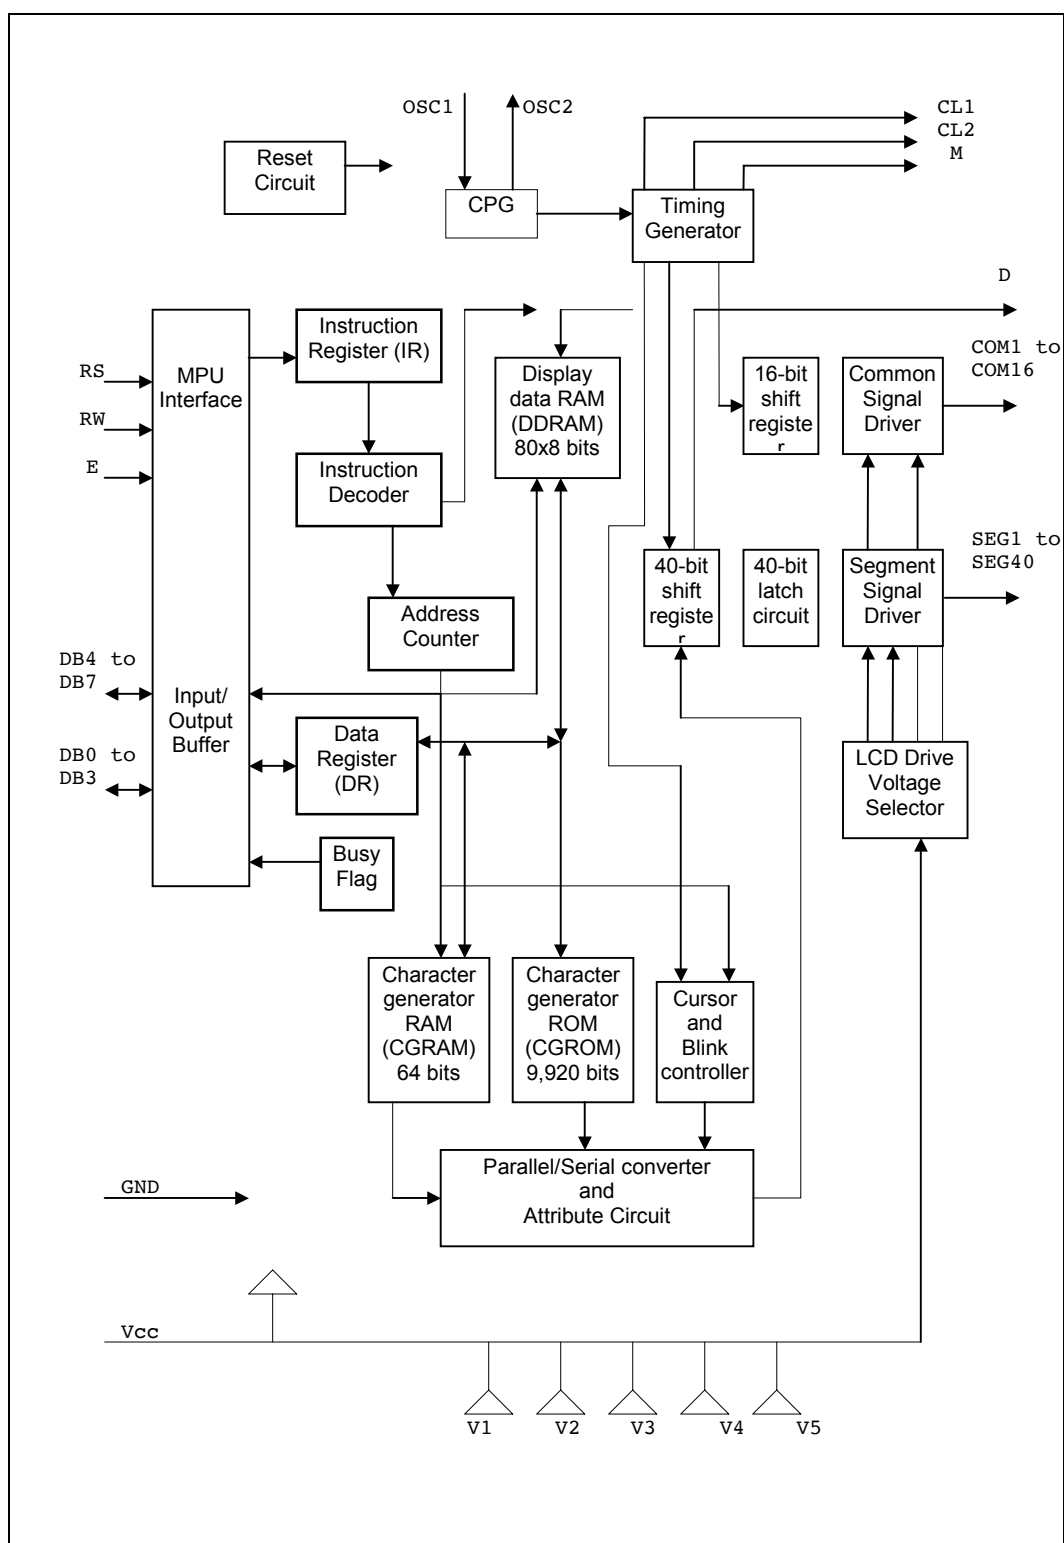 OSC1
OSC2
CL1
CL2
M
Reset
Circuit
CPG
Timing
Generator
D
Instruction
Register (IR)
MPU
Interface
RS
RW
E
Display
data RAM
(DDRAM)
80x8 bits
16-bit
shift
registe
r
Common
Signal
Driver
COM1 to
COM16
Instruction
Decoder
40-bit
shift
registe
r
40-bit
latch
circuit
Segment
Signal
Driver
SEG1 to
SEG40
Address
Counter
DB4 to
DB7
Input/
Output
Buffer
DB0 to
DB3
Data
Register
(DR)
LCD Drive
Voltage
Selector
Busy
Flag
Character
generator
RAM
(CGRAM)
64 bits
Character
generator
ROM
(CGROM)
9,920 bits
Cursor
and
Blink
controller
Parallel/Serial converter
and
Attribute Circuit
GND
Vcc
V1
V2
V3
V4
V5